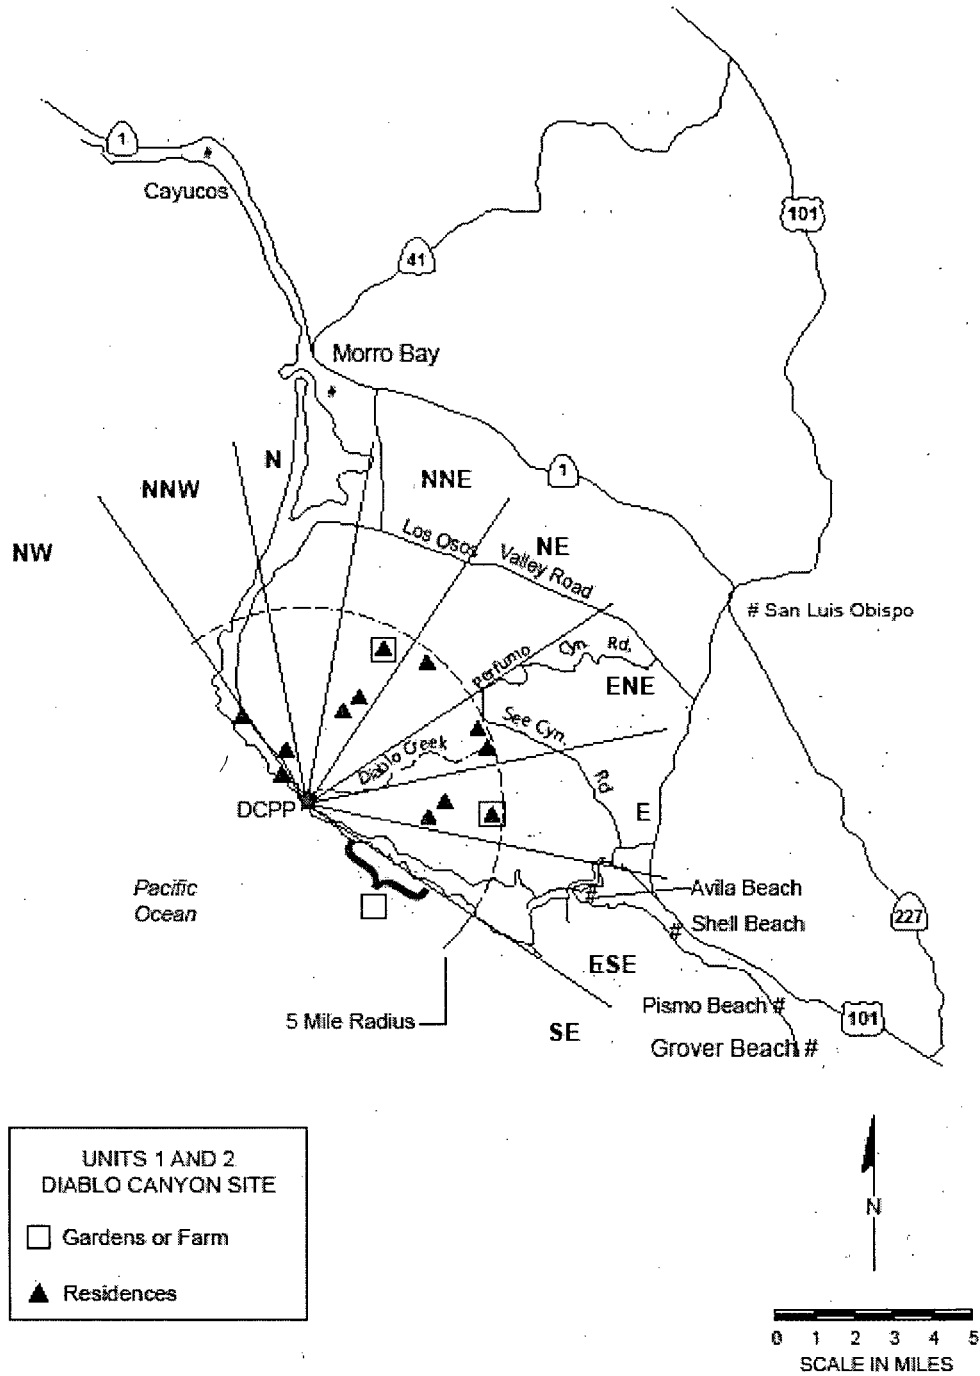 1
Cayucos
101
41
Morro Bay
N
NNW
NNE
1
NW
Los Osos
Valley Road
NE
# San Luis Obispo
Perfumo
Cyn.
Rd.
ENE
See Cyn.
Rd
Diablo Creek
DCPP
E
Pacific
Ocean
Avila Beach
# Shell Beach
227
ESE
5 Mile Radius
SE
Pismo Beach #
101
Grover Beach #
UNITS 1 AND 2
DIABLO CANYON SITE
Gardens or Farm
Residences
N
0 1 2 3 4 5
SCALE IN MILES